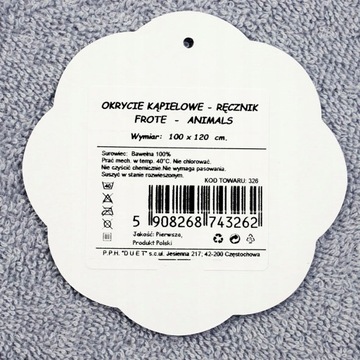 OKRYCIE KĄPIELOWE - RĘCZNIK
FROTE - ANIMALS
Wymiar: 100 x 120 cm.
Surowiec: Bawełna 100%
Prać mech. w temp. 40°C. Nie chlorować.
Nie czyścić chemicznie. Nie wymaga pasowania.
Suszyć w stanie rozwieszonym.
KOD TOWARU: 326
5 908268 743262
Jakość: Pierwsza,
Produkt Polski
P.P.H. "DUET" s.c.ul. Jesienna 217, 42-200 Częstochowa